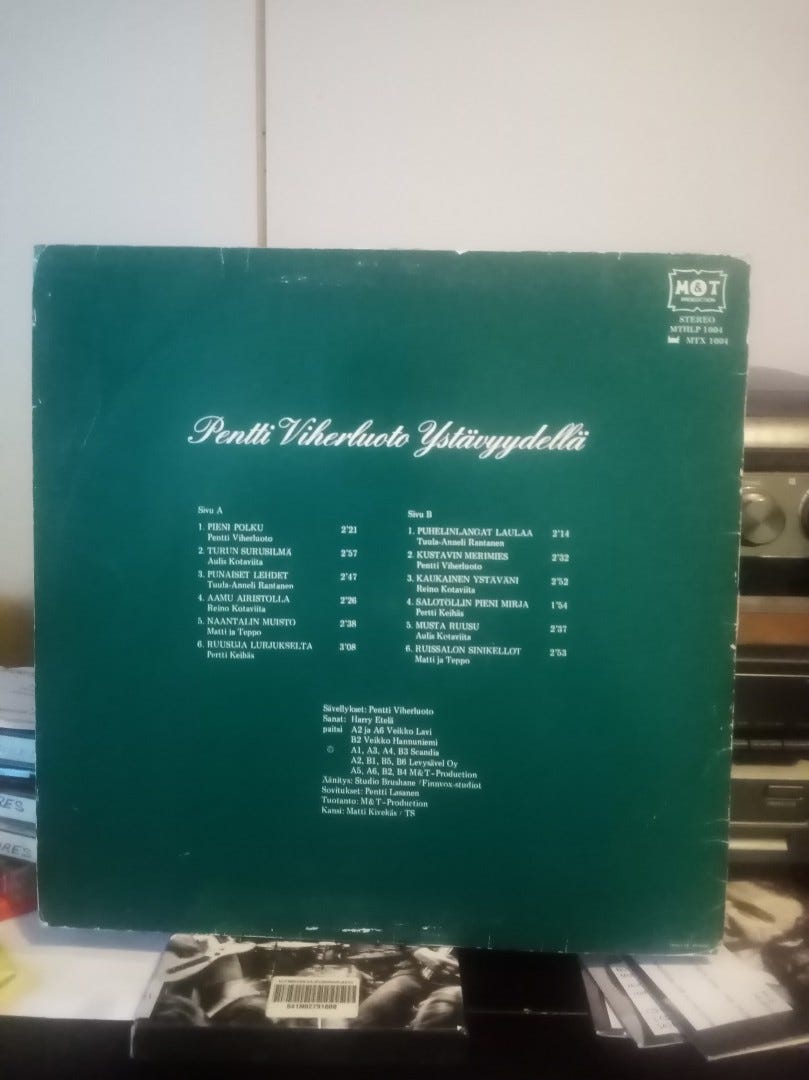 M&T
PRODUCTION
STEREO
MTHLP 1004
MTX 1004
Pentti Viherluoto Ystävyydellä
Sivu A
1. PIENI POLKU 2'21
Pentti Viherluoto
2. TURUN SURUSILMÄ 2'57
Aulis Kotaviita
3. PUNAISET LEHDET 2'47
Tuula-Anneli Rantanen
4. AAMU AIRISTOLLA 2'26
Reino Kotaviita
5. NAANTALIN MUISTO 2'38
Matti ja Teppo
6. RUUSUJA LURJUKSELTA 3'08
Pertti Keihäs
Sivu B
1. PUHELINLANGAT LAULAA 2'14
Tuula-Anneli Rantanen
2. KUSTAVIN MERIMIES 2'32
Pentti Viherluoto
3. KAUKAINEN YSTÄVÄNI 2'52
Reino Kotaviita
4. SALOTÖLLIN PIENI MIRJA 1'54
Pertti Keihäs
5. MUSTA RUUSU 2'37
Aulis Kotaviita
6. RUISSALON SINIKELLOT 2'53
Matti ja Teppo
Sävellykset: Pentti Viherluoto
Sanat: Harry Etelä
paitsi A2 ja A6 Veikko Lavi
B2 Veikko Hannuniemi
℗ A1, A3, A4, B3 Scandia
A2, B1, B5, B6 Levysävel Oy
A5, A6, B2, B4 M&T-Production
Äänitys: Studio Brushane / Finnvox-studiot
Sovitukset: Pentti Lasanen
Tuotanto: M&T-Production
Kansi: Matti Kivekäs / TS
RES
ORES